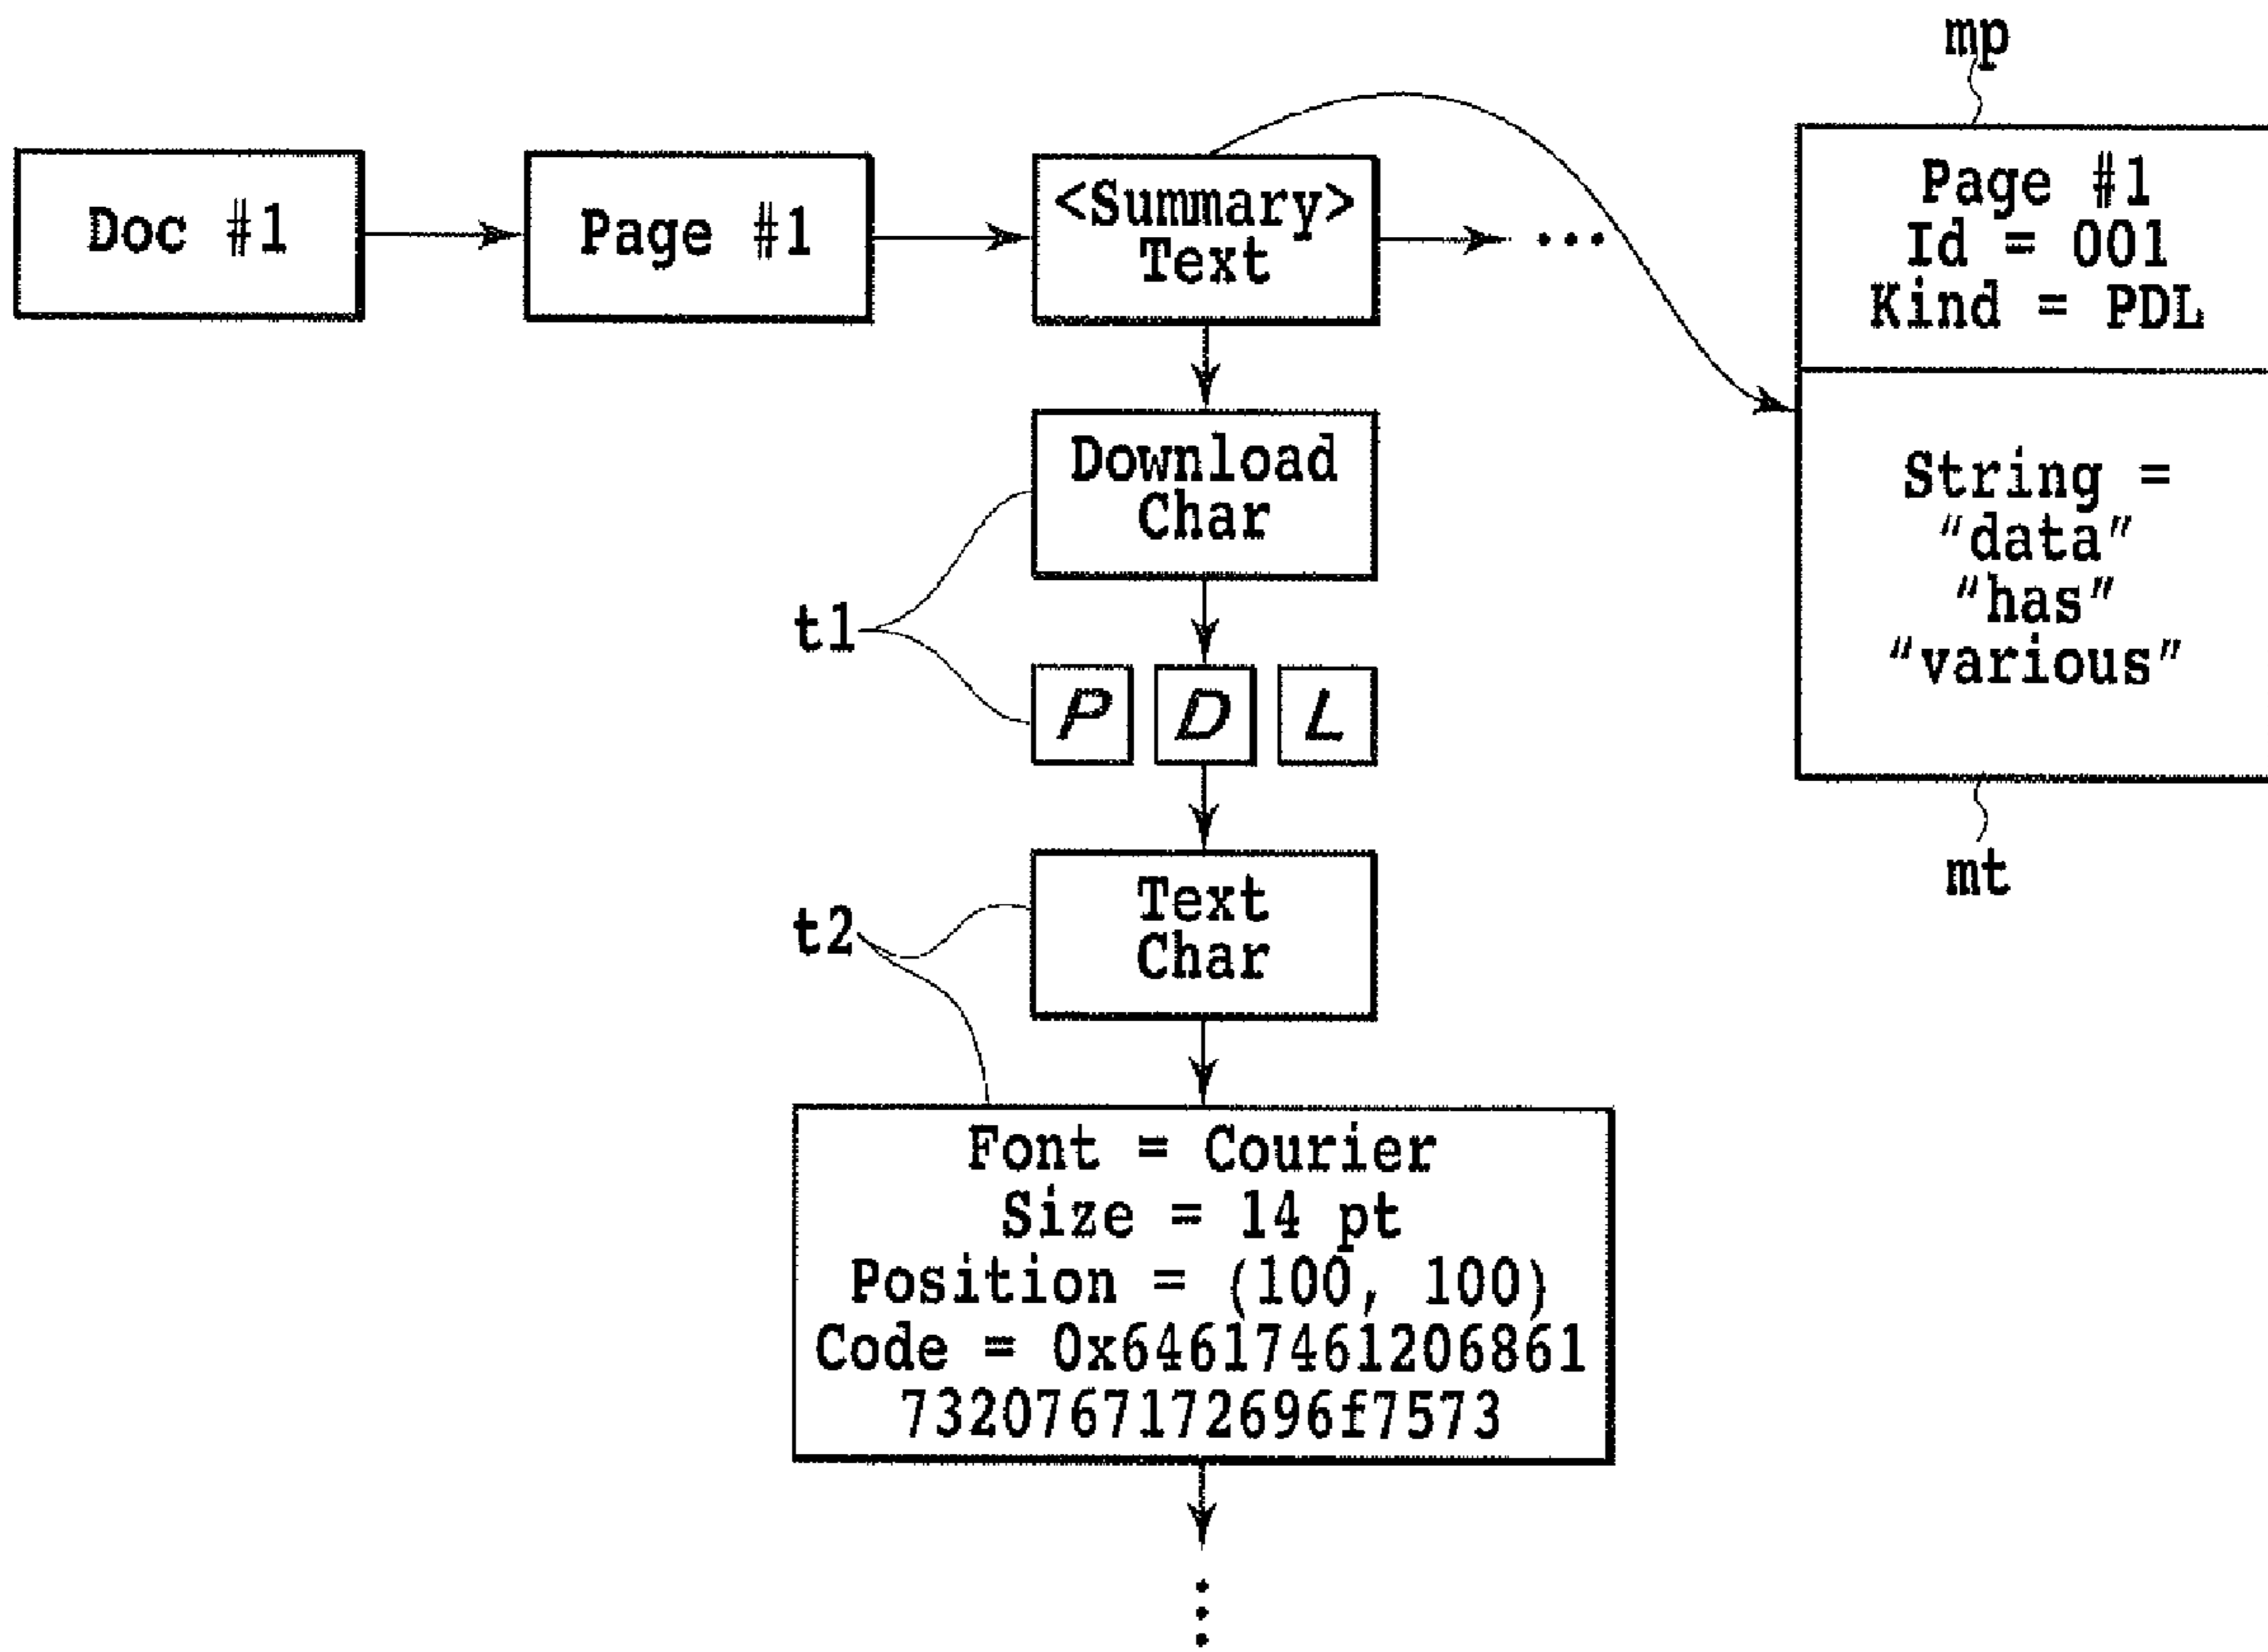 mp
Doc #1
Page #1
<Summary>
Text
...
Page #1
Id = 001
Kind = PDL
Download
Char
String =
"data"
"has"
"various"
t1
P D L
mt
Text
Char
t2
Font = Courier
Size = 14 pt
Position = (100, 100)
Code = 0x64617461206861
7320767172696f7573